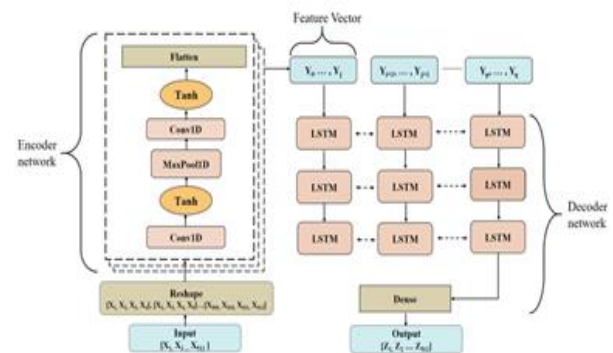 Feature Vector
Flatten
Tanh
Conv1D
MaxPool1D
Tanh
Conv1D
Encoder
network
Reshape
Input
LSTM LSTM LSTM
LSTM LSTM LSTM
LSTM LSTM LSTM
Decoder
network
Dense
Output